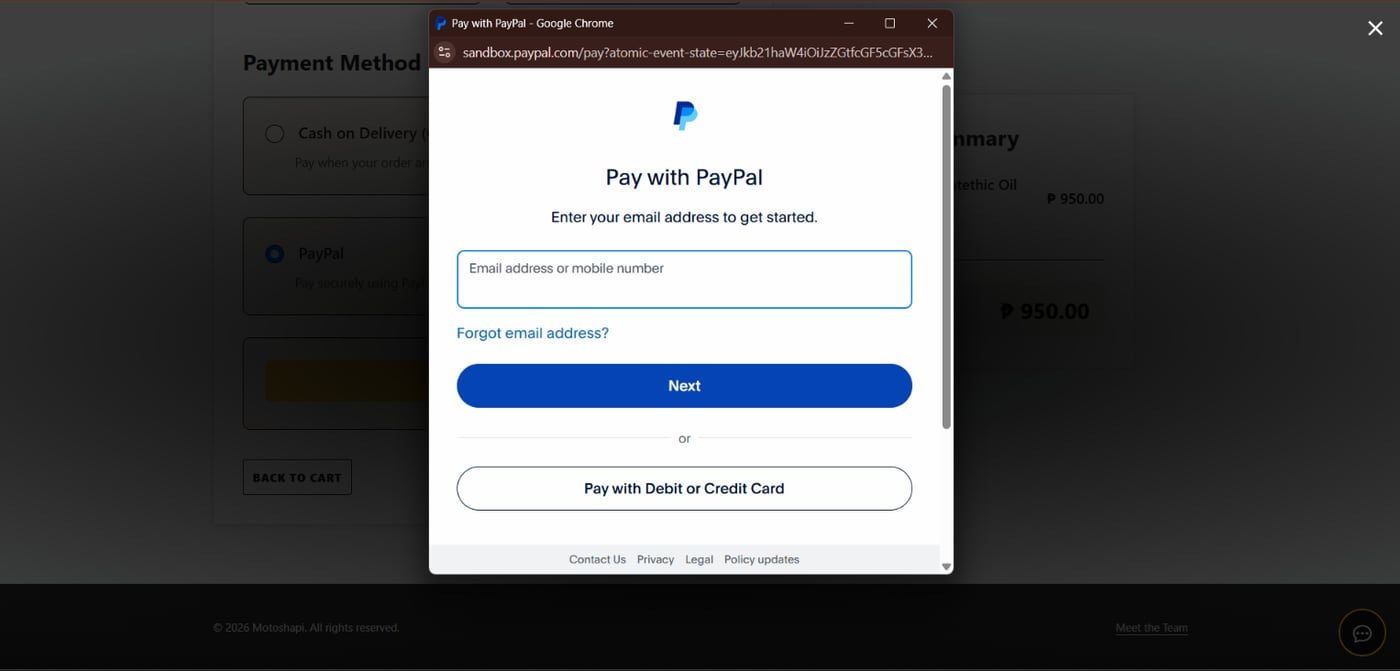 Pay with PayPal - Google Chrome
sandbox.paypal.com/pay?atomic-event-state=eyJkb21haW4iOiJzZGtfcGF5cGFsX3...
Payment Method
Cash on Delivery (
Pay when your order
PayPal
Pay securely using
BACK TO CART
Pay with PayPal
Enter your email address to get started.
Email address or mobile number
Forgot email address?
Next
or
Pay with Debit or Credit Card
Contact Us Privacy Legal Policy updates
mmary
tethic Oil
₱ 950.00
₱ 950.00
© 2026 Motoshapi. All rights reserved.
Meet the Team